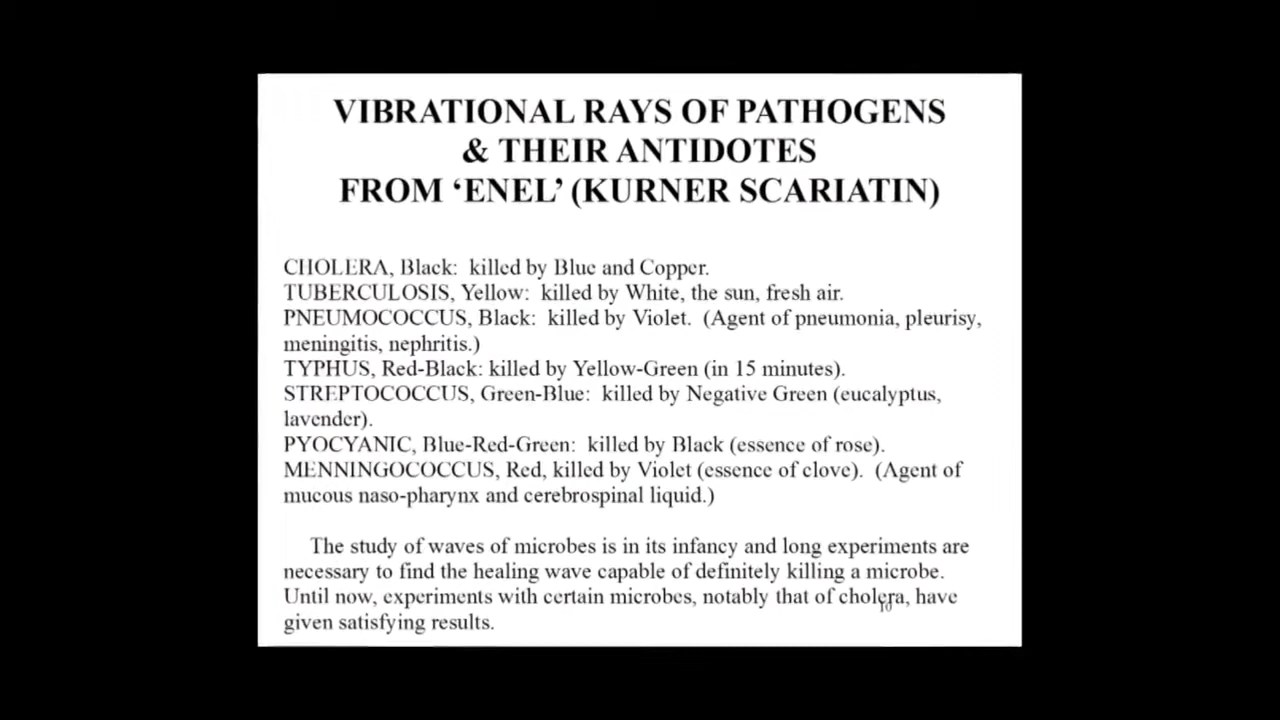 VIBRATIONAL RAYS OF PATHOGENS
& THEIR ANTIDOTES
FROM ‘ENEL’ (KURNER SCARIATIN)
CHOLERA, Black:  killed by Blue and Copper.
TUBERCULOSIS, Yellow:  killed by White, the sun, fresh air.
PNEUMOCOCCUS, Black:  killed by Violet.  (Agent of pneumonia, pleurisy,
meningitis, nephritis.)
TYPHUS, Red-Black: killed by Yellow-Green (in 15 minutes).
STREPTOCOCCUS, Green-Blue:  killed by Negative Green (eucalyptus,
lavender).
PYOCYANIC, Blue-Red-Green:  killed by Black (essence of rose).
MENNINGOCOCCUS, Red, killed by Violet (essence of clove).  (Agent of
mucous naso-pharynx and cerebrospinal liquid.)
The study of waves of microbes is in its infancy and long experiments are
necessary to find the healing wave capable of definitely killing a microbe.
Until now, experiments with certain microbes, notably that of cholera, have
10
given satisfying results.